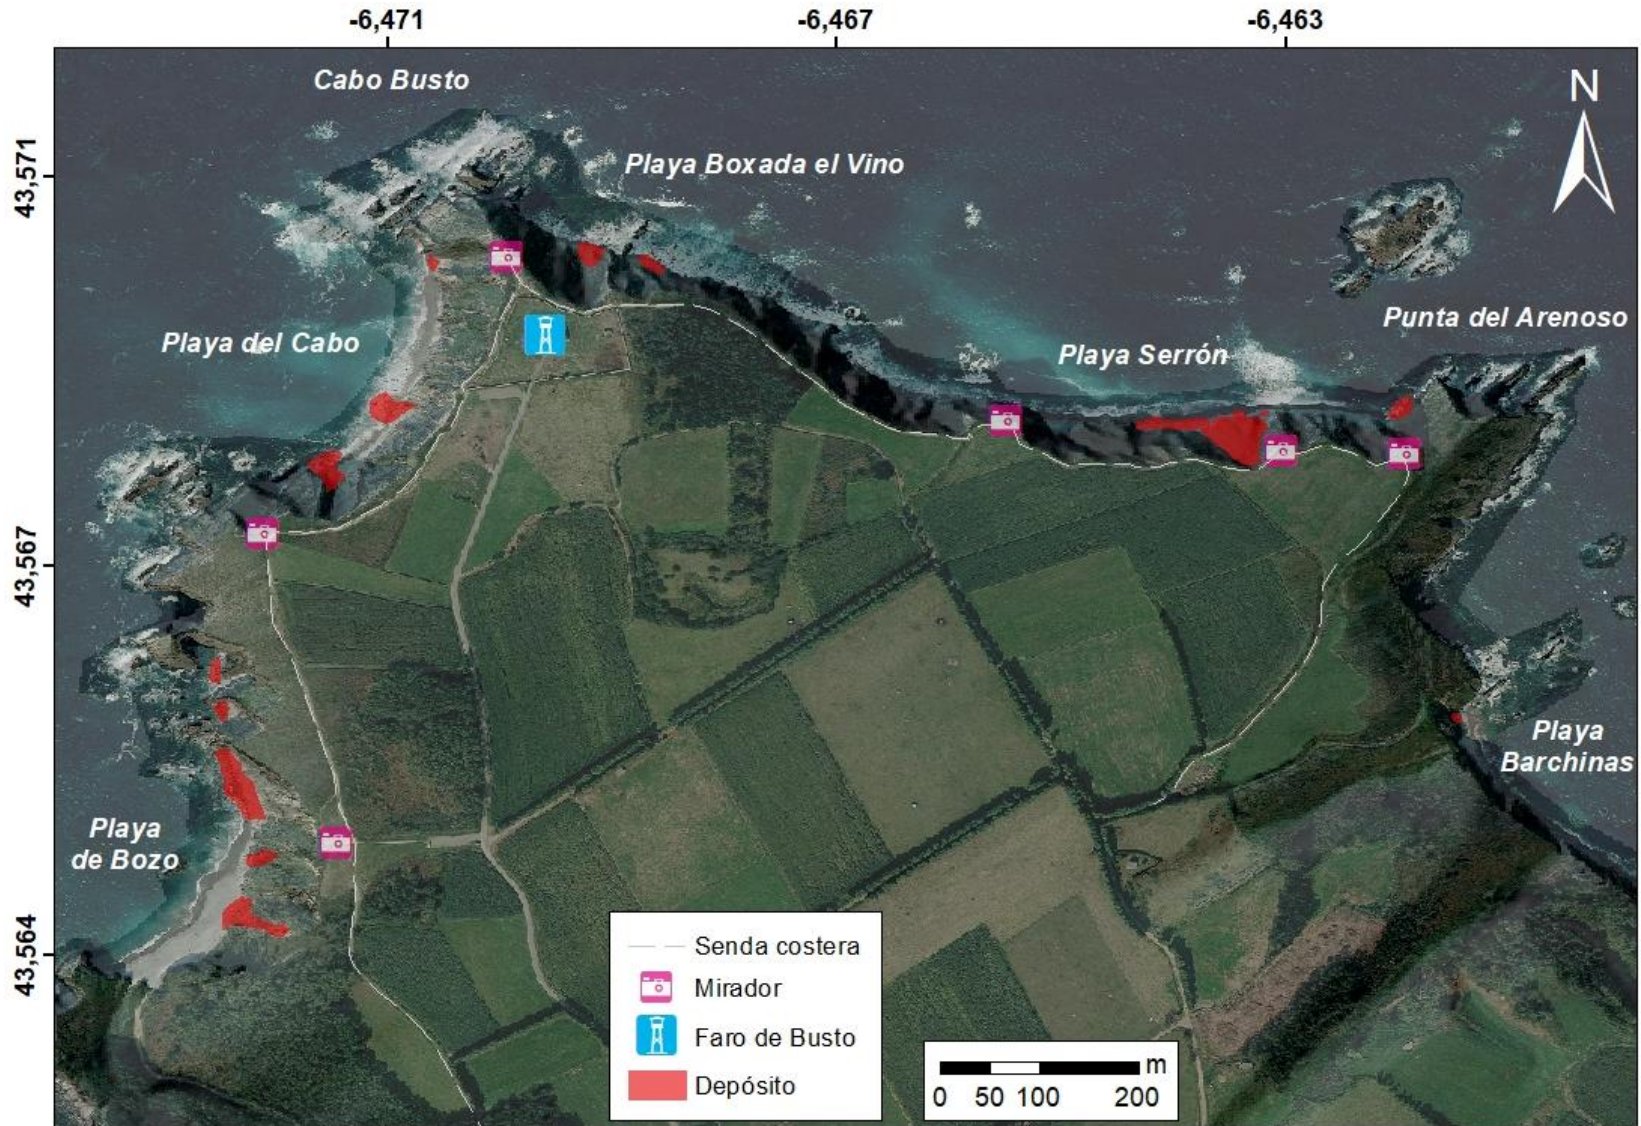 -6,471
-6,467
-6,463
Cabo Busto
N
43,571
Playa Boxada el Vino
Punta del Arenoso
Playa del Cabo
Playa Serrón
43,567
Playa
Barchinas
Playa
de Bozo
43,564
Senda costera
Mirador
Faro de Busto
Depósito
m
0 50 100 200